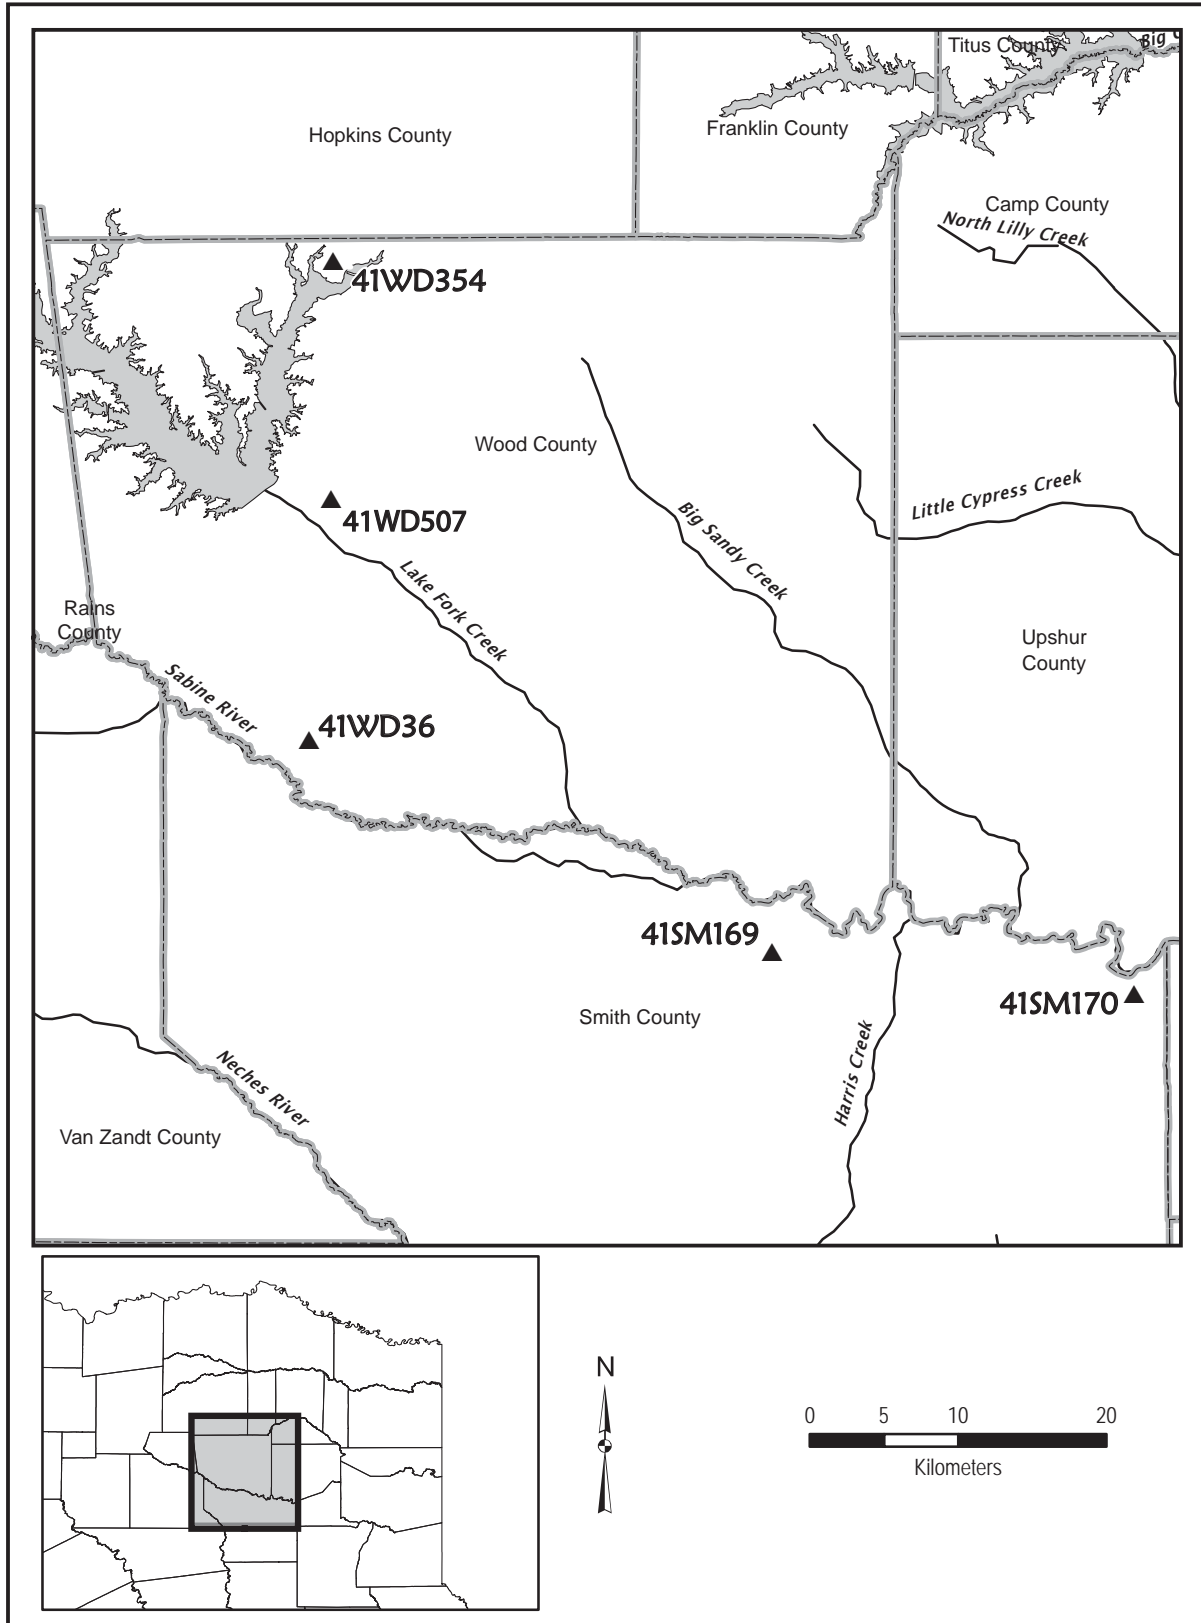 Titus County
Big
Hopkins County
Franklin County
Camp County
North Lilly Creek
41WD354
Wood County
Little Cypress Creek
Big Sandy Creek
41WD507
Lake Fork Creek
Rains
County
Upshur
County
Sabine River
41WD36
41SM169
41SM170
Smith County
Harris Creek
Neches River
Van Zandt County
N
0 5 10 20
Kilometers